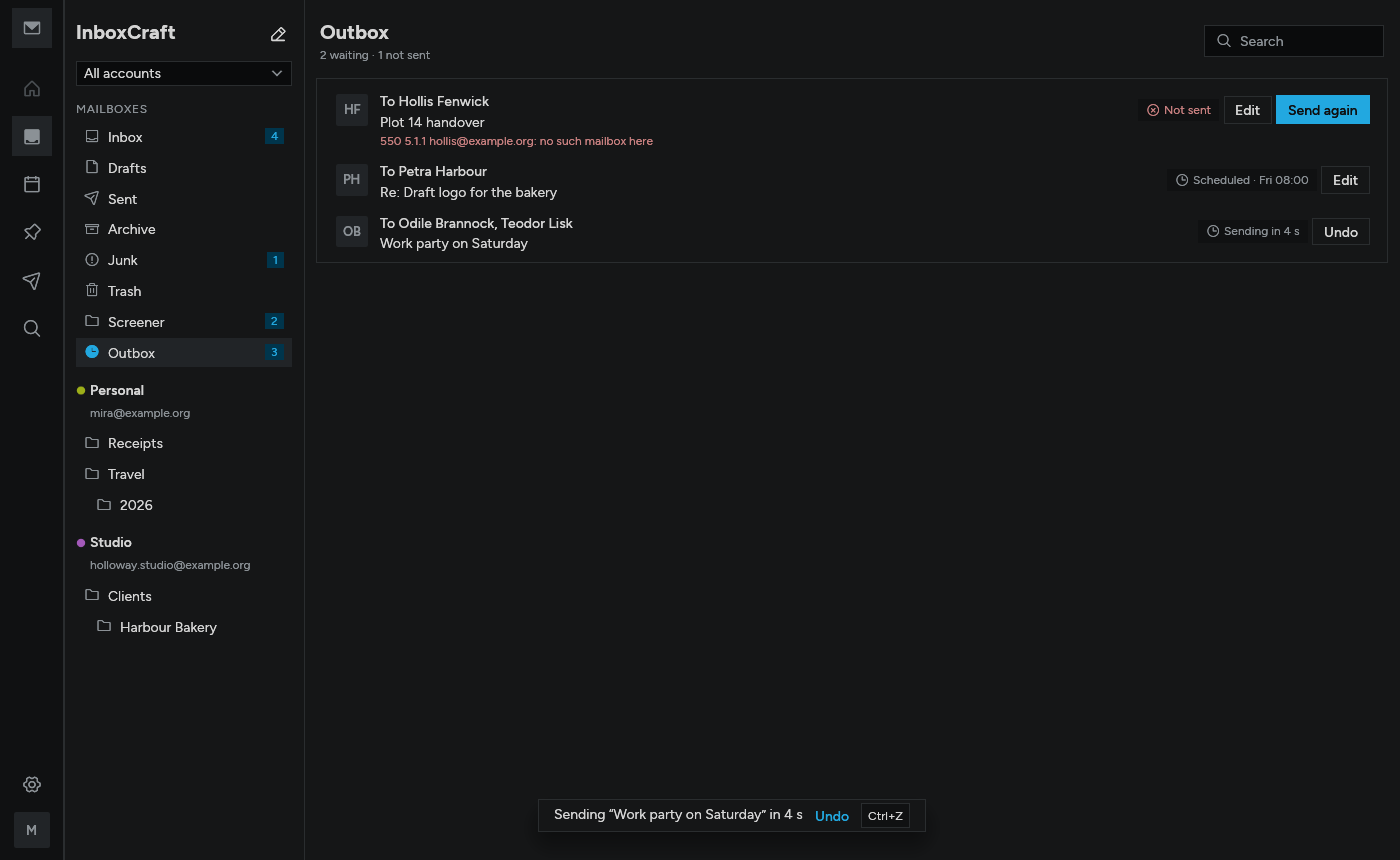 InboxCraft
All accounts
MAILBOXES
Inbox 4
Drafts
Sent
Archive
Junk 1
Trash
Screener 2
Outbox 3
Personal
mira@example.org
Receipts
Travel
2026
Studio
holloway.studio@example.org
Clients
Harbour Bakery
M
Outbox
2 waiting · 1 not sent
Search
HF
To Hollis Fenwick
Plot 14 handover
550 5.1.1 hollis@example.org: no such mailbox here
Not sent
Edit
Send again
PH
To Petra Harbour
Re: Draft logo for the bakery
Scheduled · Fri 08:00
Edit
OB
To Odile Brannock, Teodor Lisk
Work party on Saturday
Sending in 4 s
Undo
Sending “Work party on Saturday” in 4 s Undo Ctrl+Z